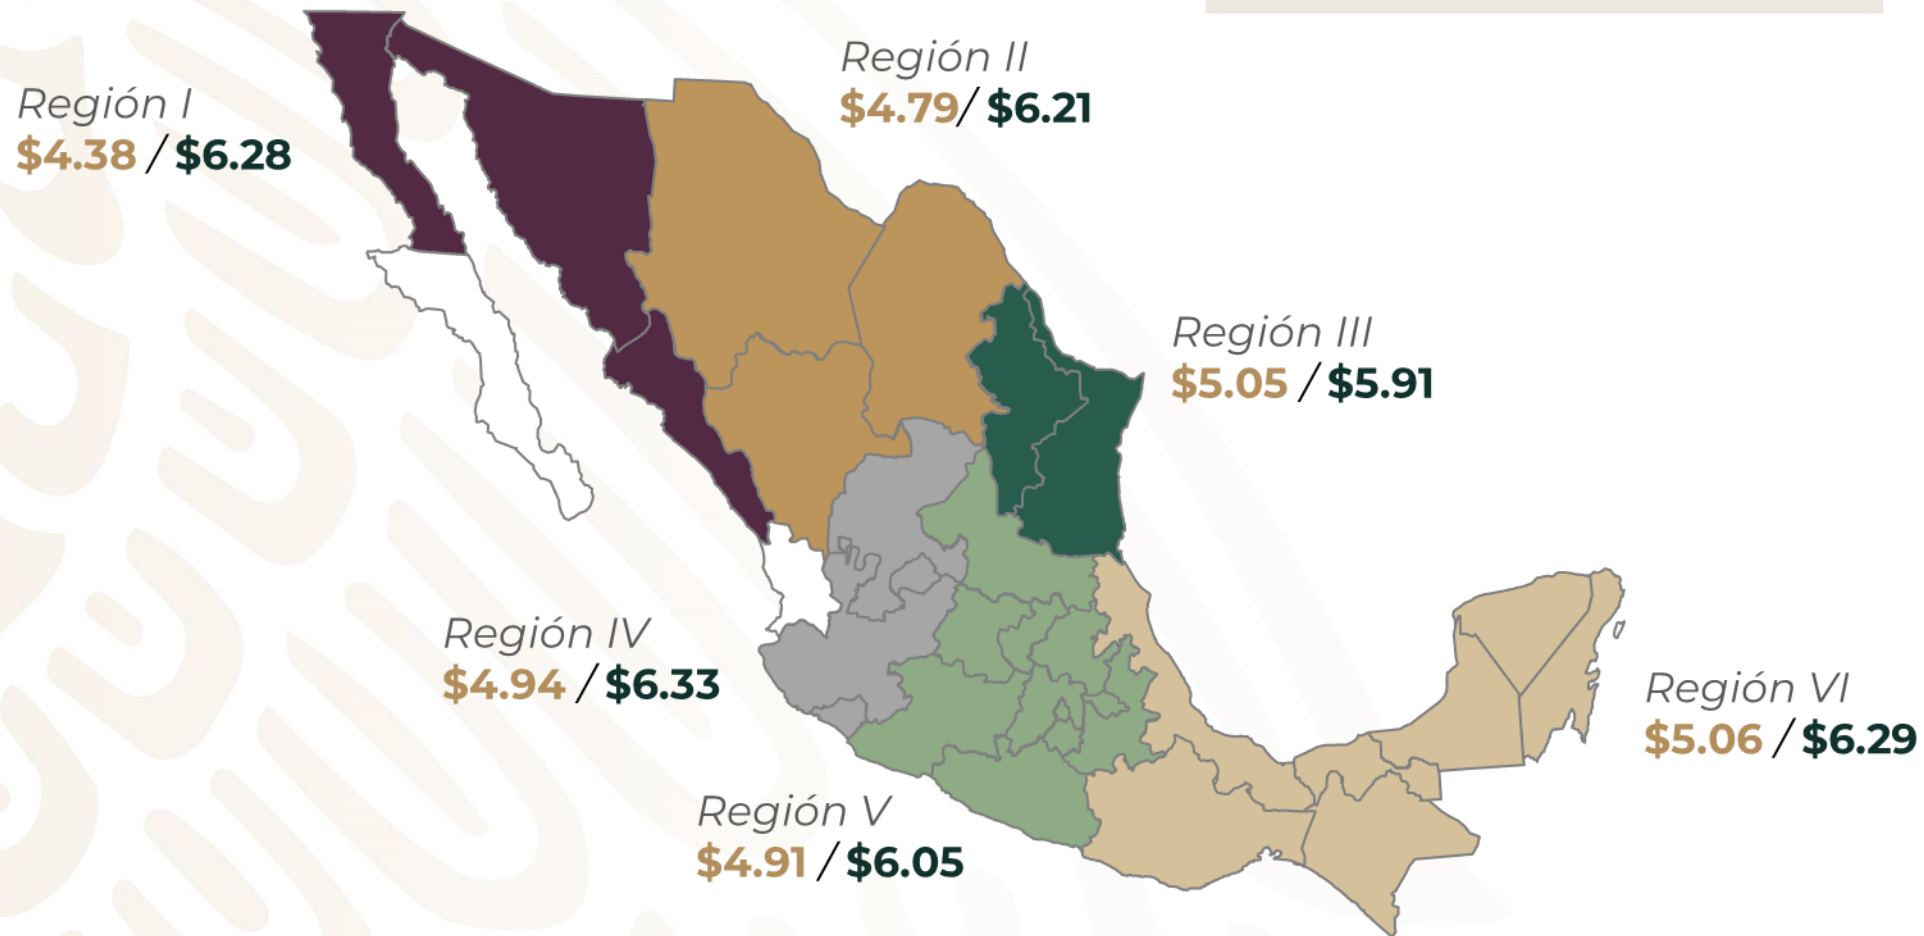 Región I
$4.38 / $6.28
Región II
$4.79/ $6.21
Región III
$5.05 / $5.91
Región IV
$4.94 / $6.33
Región V
$4.91 / $6.05
Región VI
$5.06 / $6.29